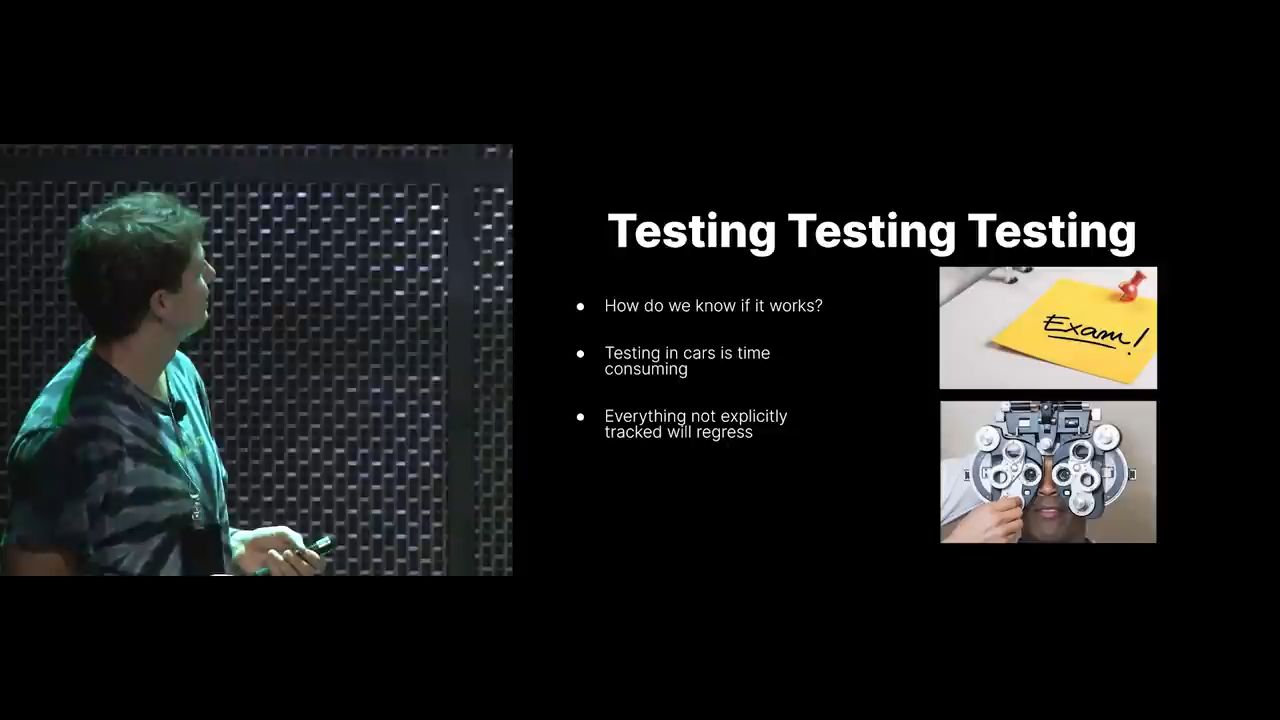 Testing Testing Testing
● How do we know if it works?
● Testing in cars is time
consuming
● Everything not explicitly
tracked will regress
Exam!